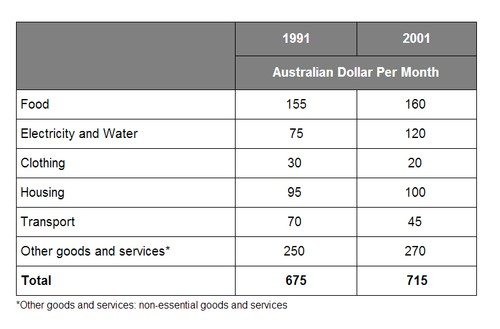 1991 2001
Australian Dollar Per Month
Food 155 160
Electricity and Water 75 120
Clothing 30 20
Housing 95 100
Transport 70 45
Other goods and services* 250 270
Total 675 715
*Other goods and services: non-essential goods and services